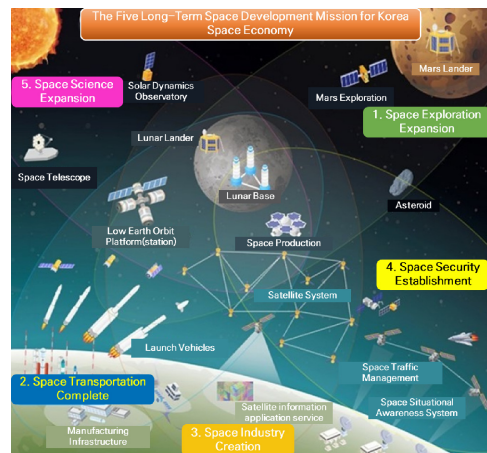 The Five Long-Term Space Development Mission for Korea
Space Economy
Mars Lander
5. Space Science
Expansion
Solar Dynamics
Observatory
Mars Exploration
1. Space Exploration
Expansion
Lunar Lander
Space Telescope
Lunar Base
Asteroid
Low Earth Orbit
Platform(station)
Space Production
4. Space Security
Establishment
Satellite System
Launch Vehicles
Space Traffic
Management
2. Space Transportation
Complete
Space Situational
Awareness System
Satellite information
application service
Manufacturing
Infrastructure
3. Space Industry
Creation